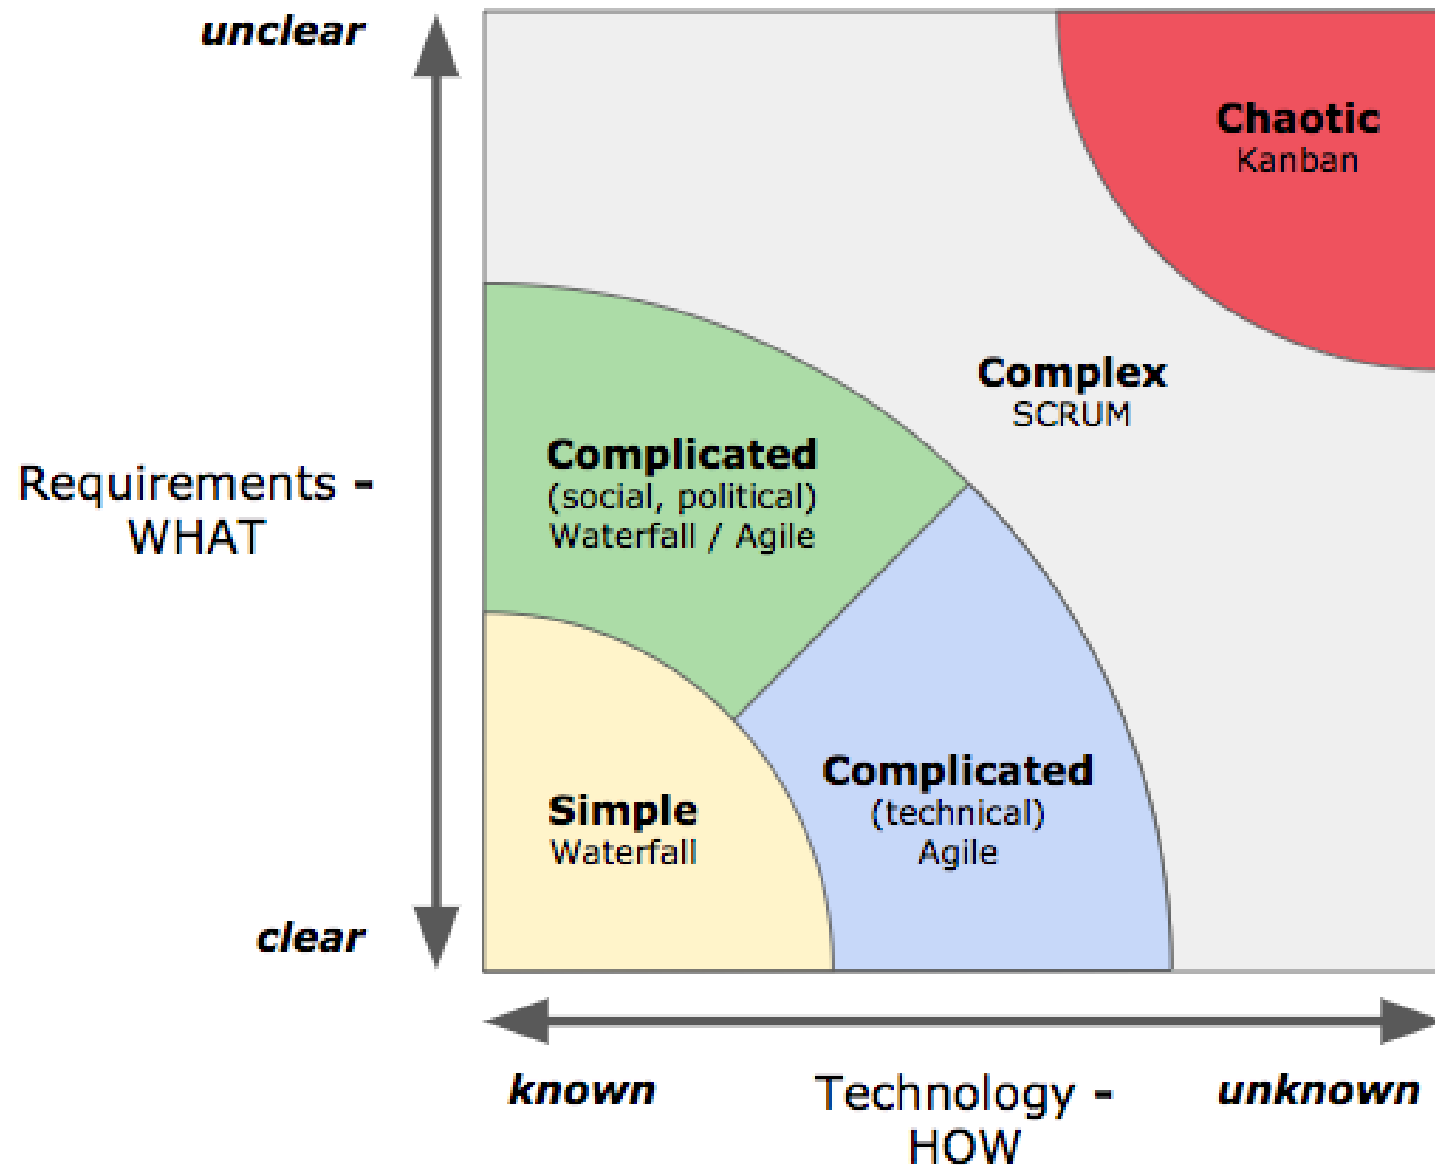 unclear
Chaotic
Kanban
Complex
SCRUM
Complicated
(social, political)
Waterfall / Agile
Requirements -
WHAT
Complicated
(technical)
Agile
Simple
Waterfall
clear
known
Technology -
HOW
unknown